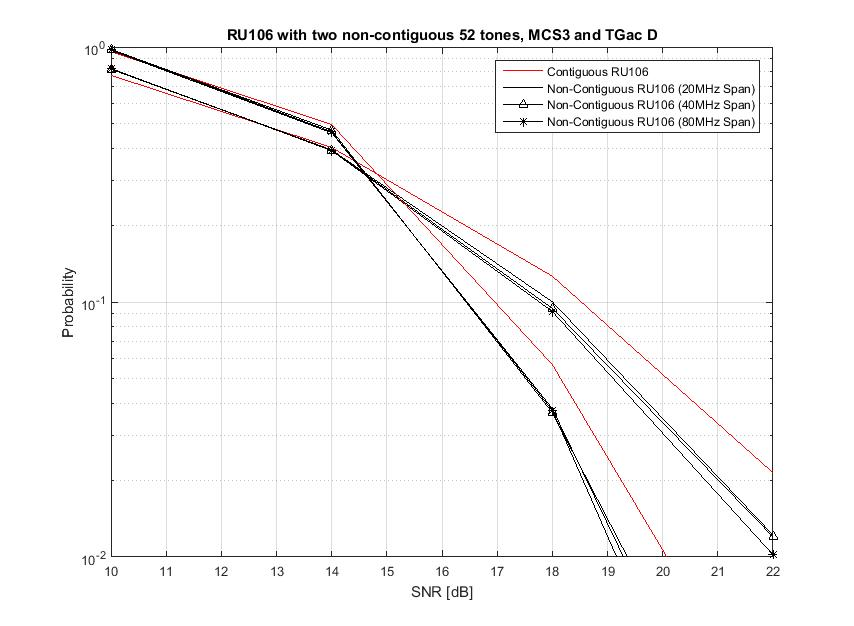 RU106 with two non-contiguous 52 tones, MCS3 and TGac D
10^0
Contiguous RU106
Non-Contiguous RU106 (20MHz Span)
Non-Contiguous RU106 (40MHz Span)
Non-Contiguous RU106 (80MHz Span)
Probability
10^-1
10^-2
10 11 12 13 14 15 16 17 18 19 20 21 22
SNR [dB]